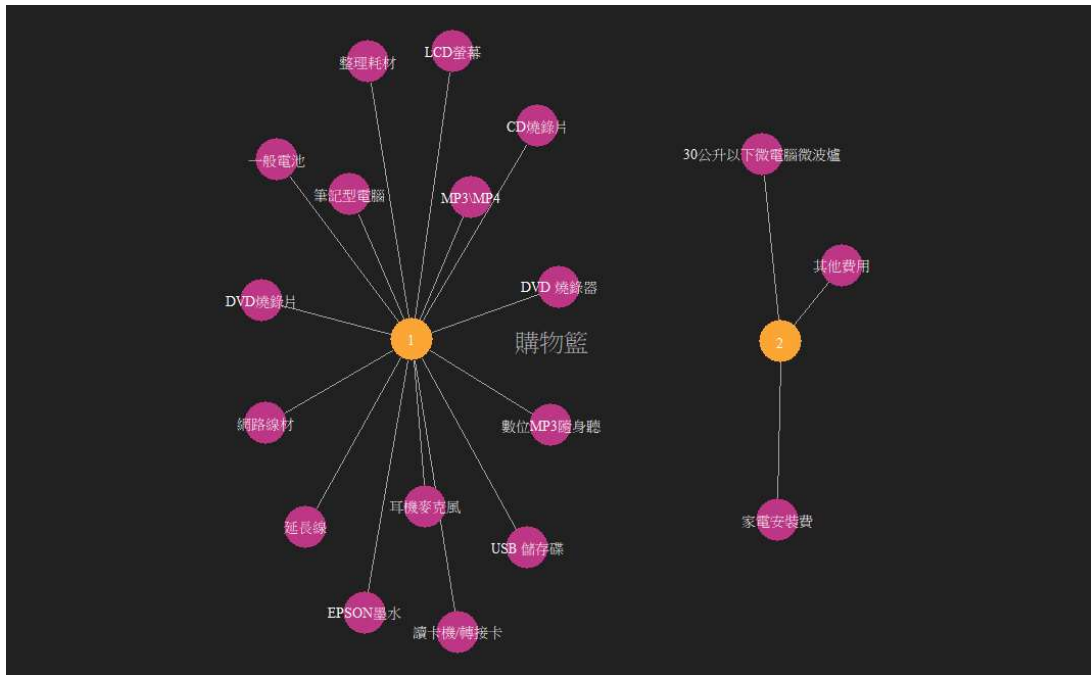 LCD螢幕
整理耗材
CD燒錄片
30公升以下微電腦微波爐
一般電池
筆記型電腦
MP3\MP4
其他費用
DVD 燒錄器
DVD燒錄片
1
購物籃
2
網路線材
數位MP3隨身聽
耳機麥克風
家電安裝費
延長線
USB 儲存碟
EPSON墨水
讀卡機/轉接卡